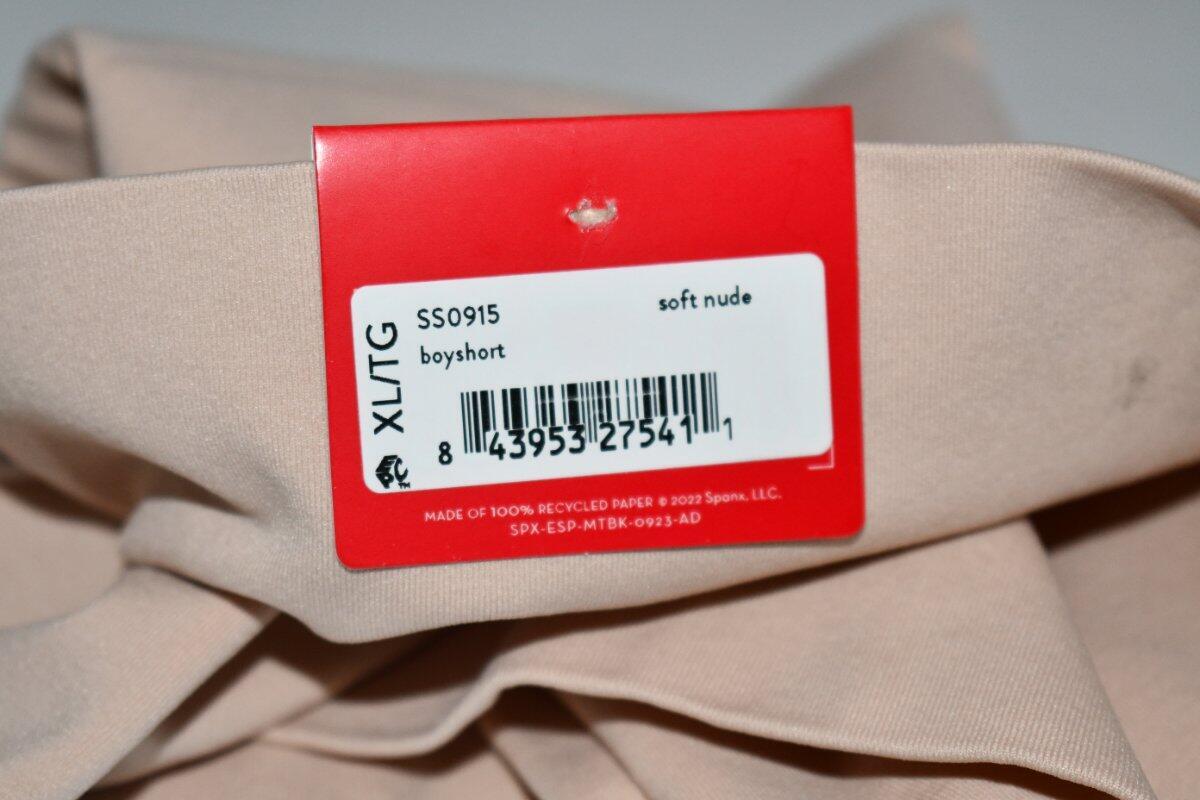 SS0915
soft nude
boyshort
XL/TG
8 43953 27541 1
MADE OF 100% RECYCLED PAPER © 2022 Spanx, LLC.
SPX-ESP-MTBK-0923-AD